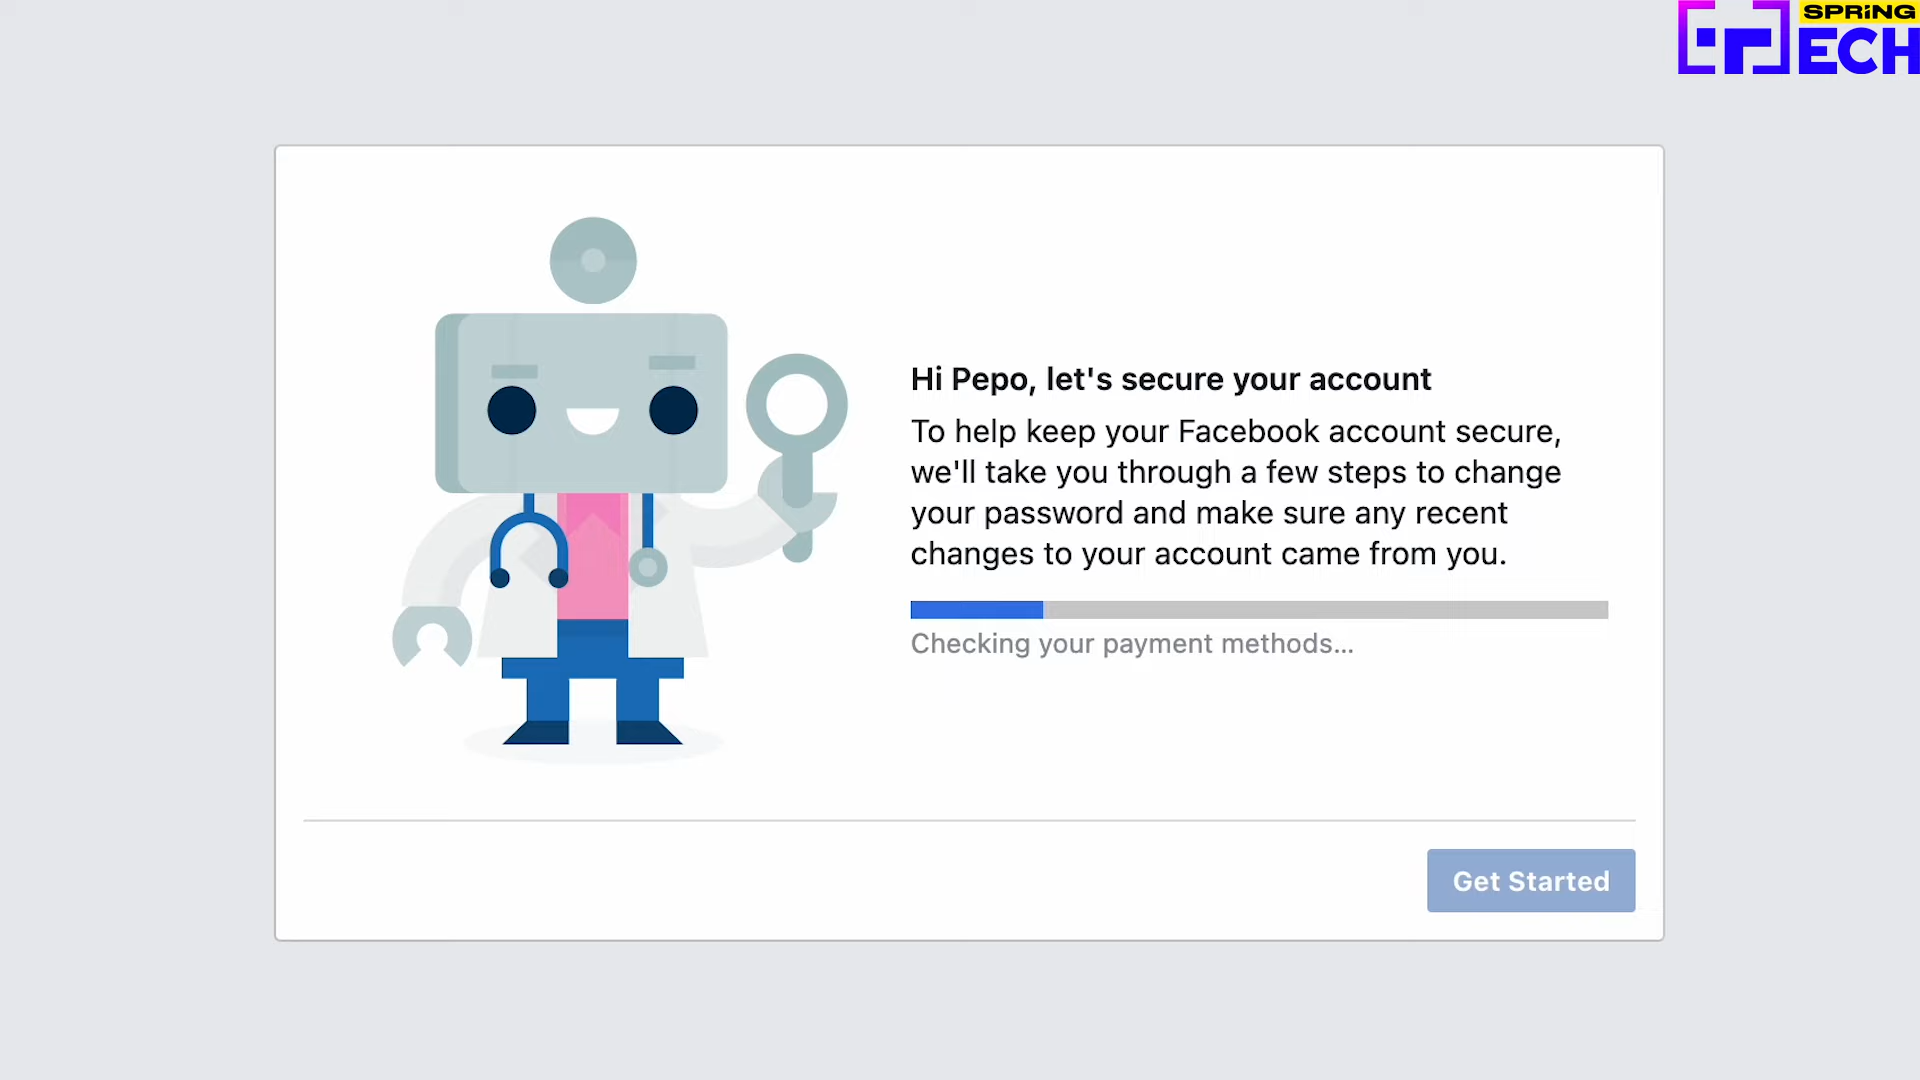 SPRiNG
TECH
Hi Pepo, let's secure your account
To help keep your Facebook account secure,
we'll take you through a few steps to change
your password and make sure any recent
changes to your account came from you.
Checking your payment methods...
Get Started